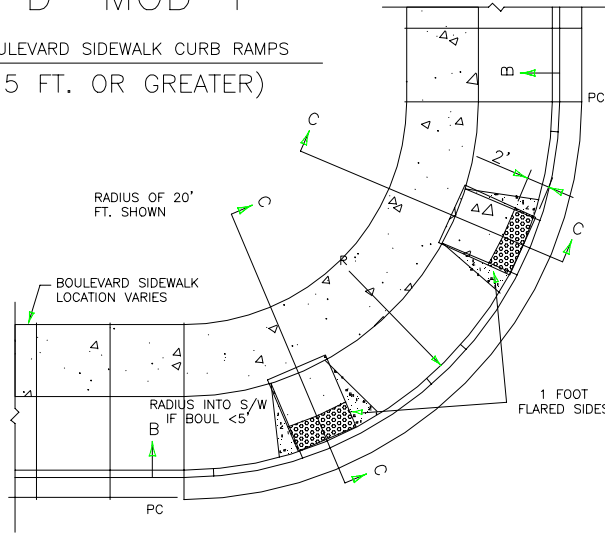 D MOD 1
ULEVARD SIDEWALK CURB RAMPS
5 FT. OR GREATER)
B
PC
C
2'
RADIUS OF 20'
FT. SHOWN
C
C
R
BOULEVARD SIDEWALK
LOCATION VARIES
RADIUS INTO S/W
IF BOUL <5'
1 FOOT
FLARED SIDES
B
C
PC